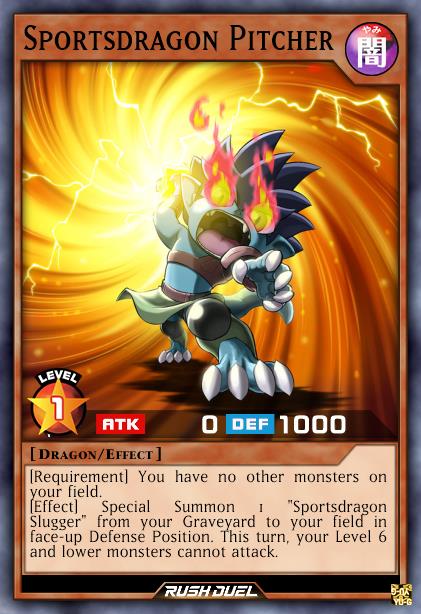 Sportsdragon Pitcher
やみ
闇
LEVEL
1
ATK 0 DEF 1000
[Dragon/Effect]
[Requirement] You have no other monsters on
your field.
[Effect] Special Summon 1 "Sportsdragon
Slugger" from your Graveyard to your field in
face-up Defense Position. This turn, your Level 6
and lower monsters cannot attack.
RUSH DUEL